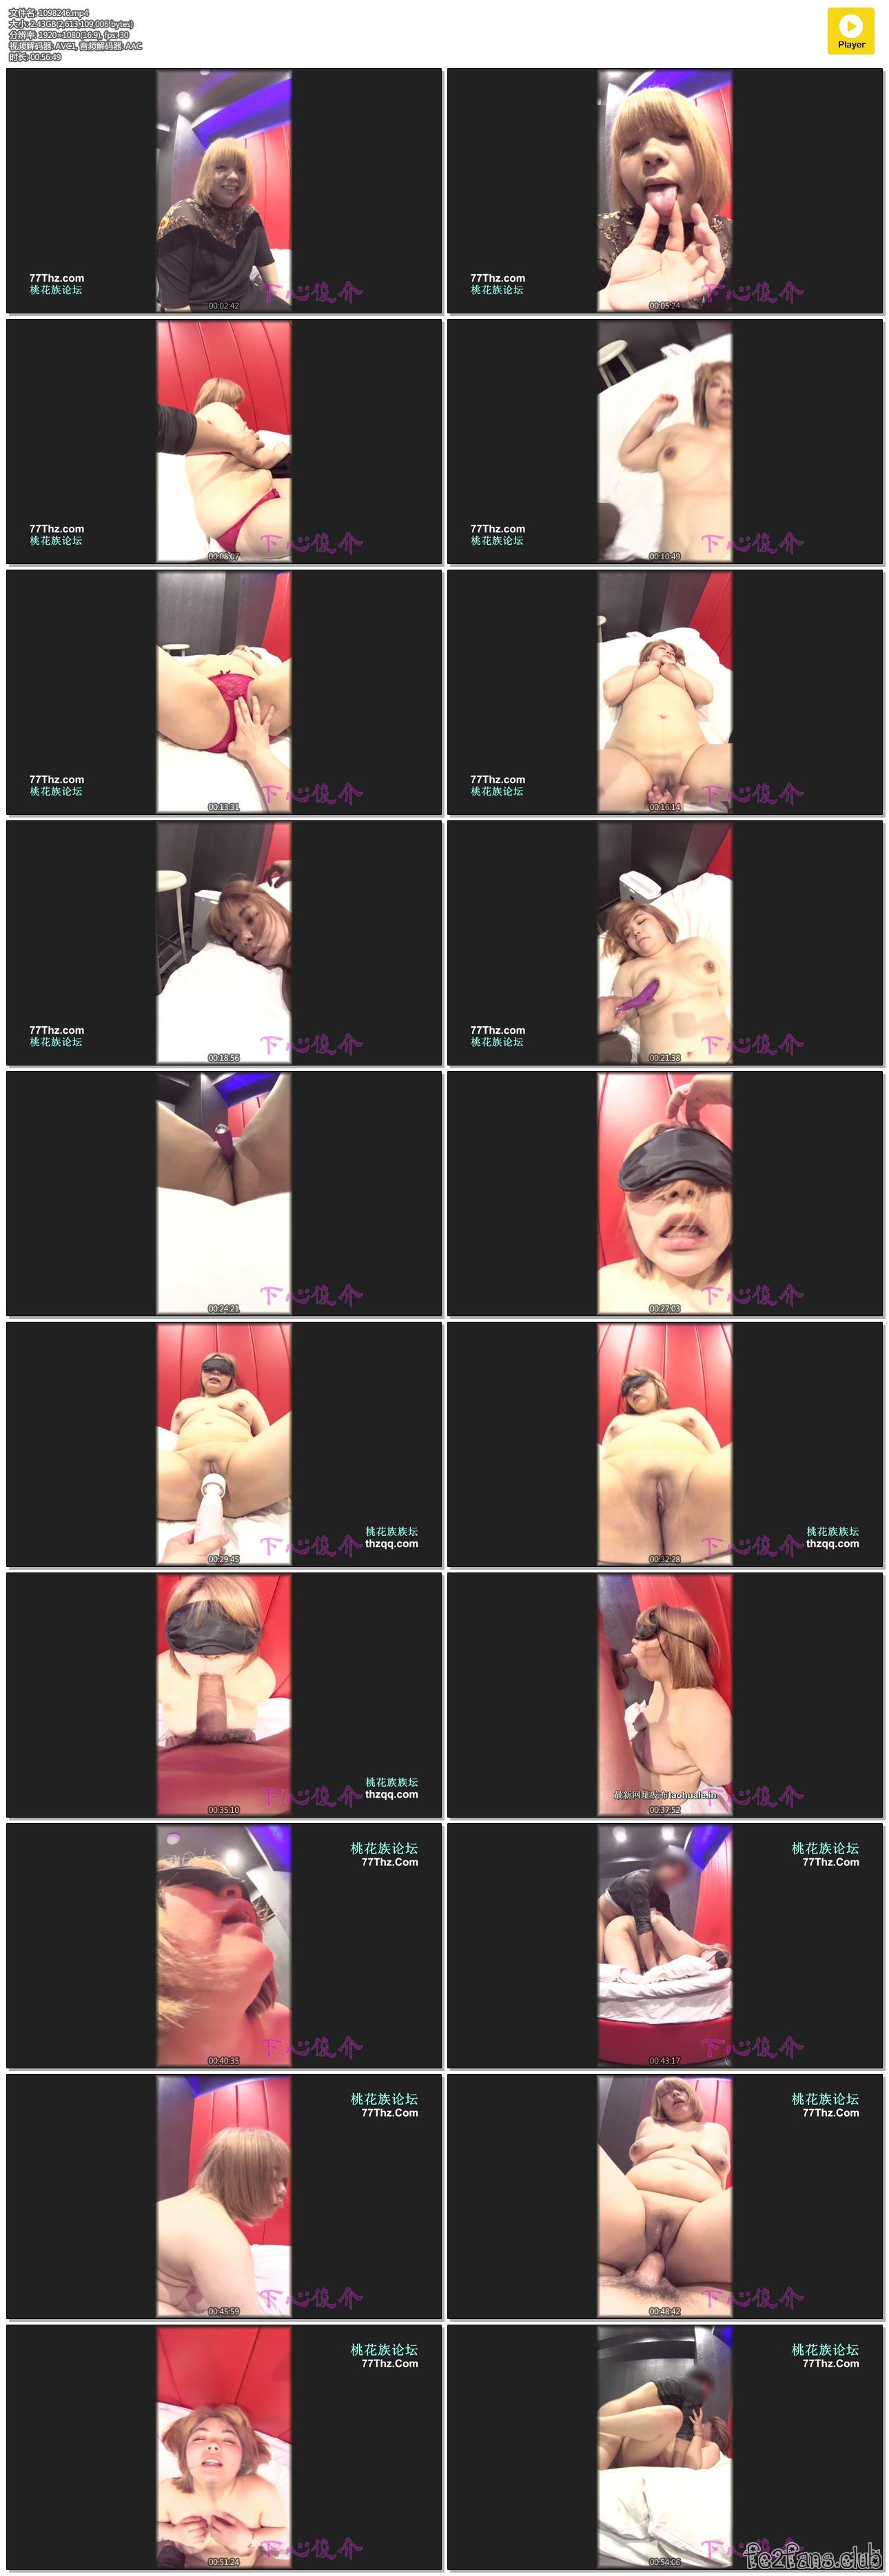 文件名: 1098246.mp4
大小: 2.43GB(2,613,109,006 bytes)
分辨率: 1920x1080(16:9), fps: 30
视频解码器: AVC1, 音频解码器: AAC
时长: 00:56:49
Player
77Thz.com
桃花族论坛
下心俊介
00:02:42
77Thz.com
桃花族论坛
下心俊介
00:05:24
77Thz.com
桃花族论坛
下心俊介
00:08:07
77Thz.com
桃花族论坛
下心俊介
00:10:49
77Thz.com
桃花族论坛
下心俊介
00:13:31
77Thz.com
桃花族论坛
下心俊介
00:16:14
77Thz.com
桃花族论坛
下心俊介
00:18:56
77Thz.com
桃花族论坛
下心俊介
00:21:38
下心俊介
00:24:21
下心俊介
00:27:03
桃花族族坛
thzqq.com
下心俊介
00:29:45
桃花族族坛
thzqq.com
下心俊介
00:32:28
桃花族族坛
thzqq.com
下心俊介
00:35:10
最新网址发布taohuale.in
下心俊介
00:37:52
桃花族论坛
77Thz.Com
下心俊介
00:40:35
桃花族论坛
77Thz.Com
下心俊介
00:43:17
桃花族论坛
77Thz.Com
下心俊介
00:45:59
桃花族论坛
77Thz.Com
下心俊介
00:48:42
桃花族论坛
77Thz.Com
下心俊介
00:51:24
桃花族论坛
77Thz.Com
00:54:06
fc2fans.club